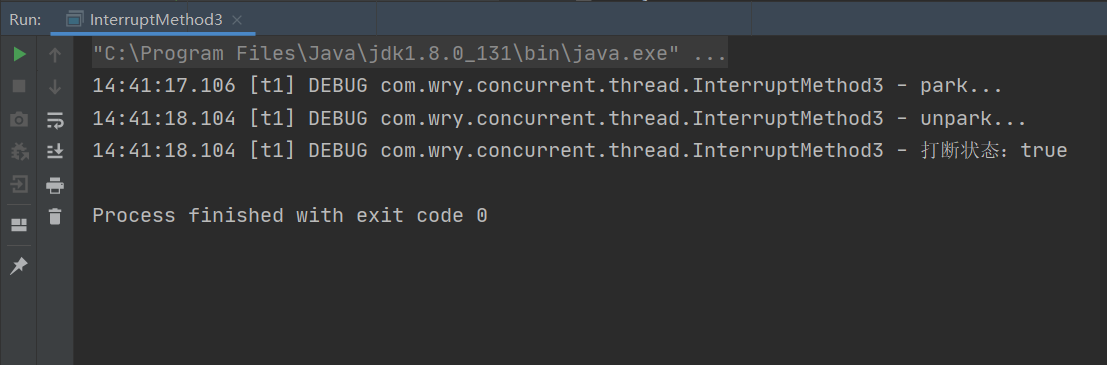 Run: InterruptMethod3 ×
"C:\Program Files\Java\jdk1.8.0_131\bin\java.exe" ...
14:41:17.106 [t1] DEBUG com.wry.concurrent.thread.InterruptMethod3 - park...
14:41:18.104 [t1] DEBUG com.wry.concurrent.thread.InterruptMethod3 - unpark...
14:41:18.104 [t1] DEBUG com.wry.concurrent.thread.InterruptMethod3 - 打断状态：true
Process finished with exit code 0